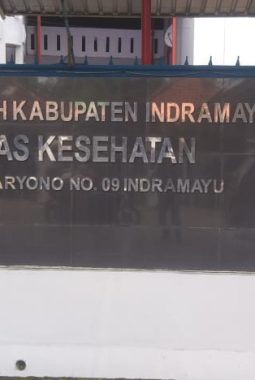 H KABUPATEN INDRAMAY
AS KESEHATAN
ARYONO NO. 09 INDRAMAYU